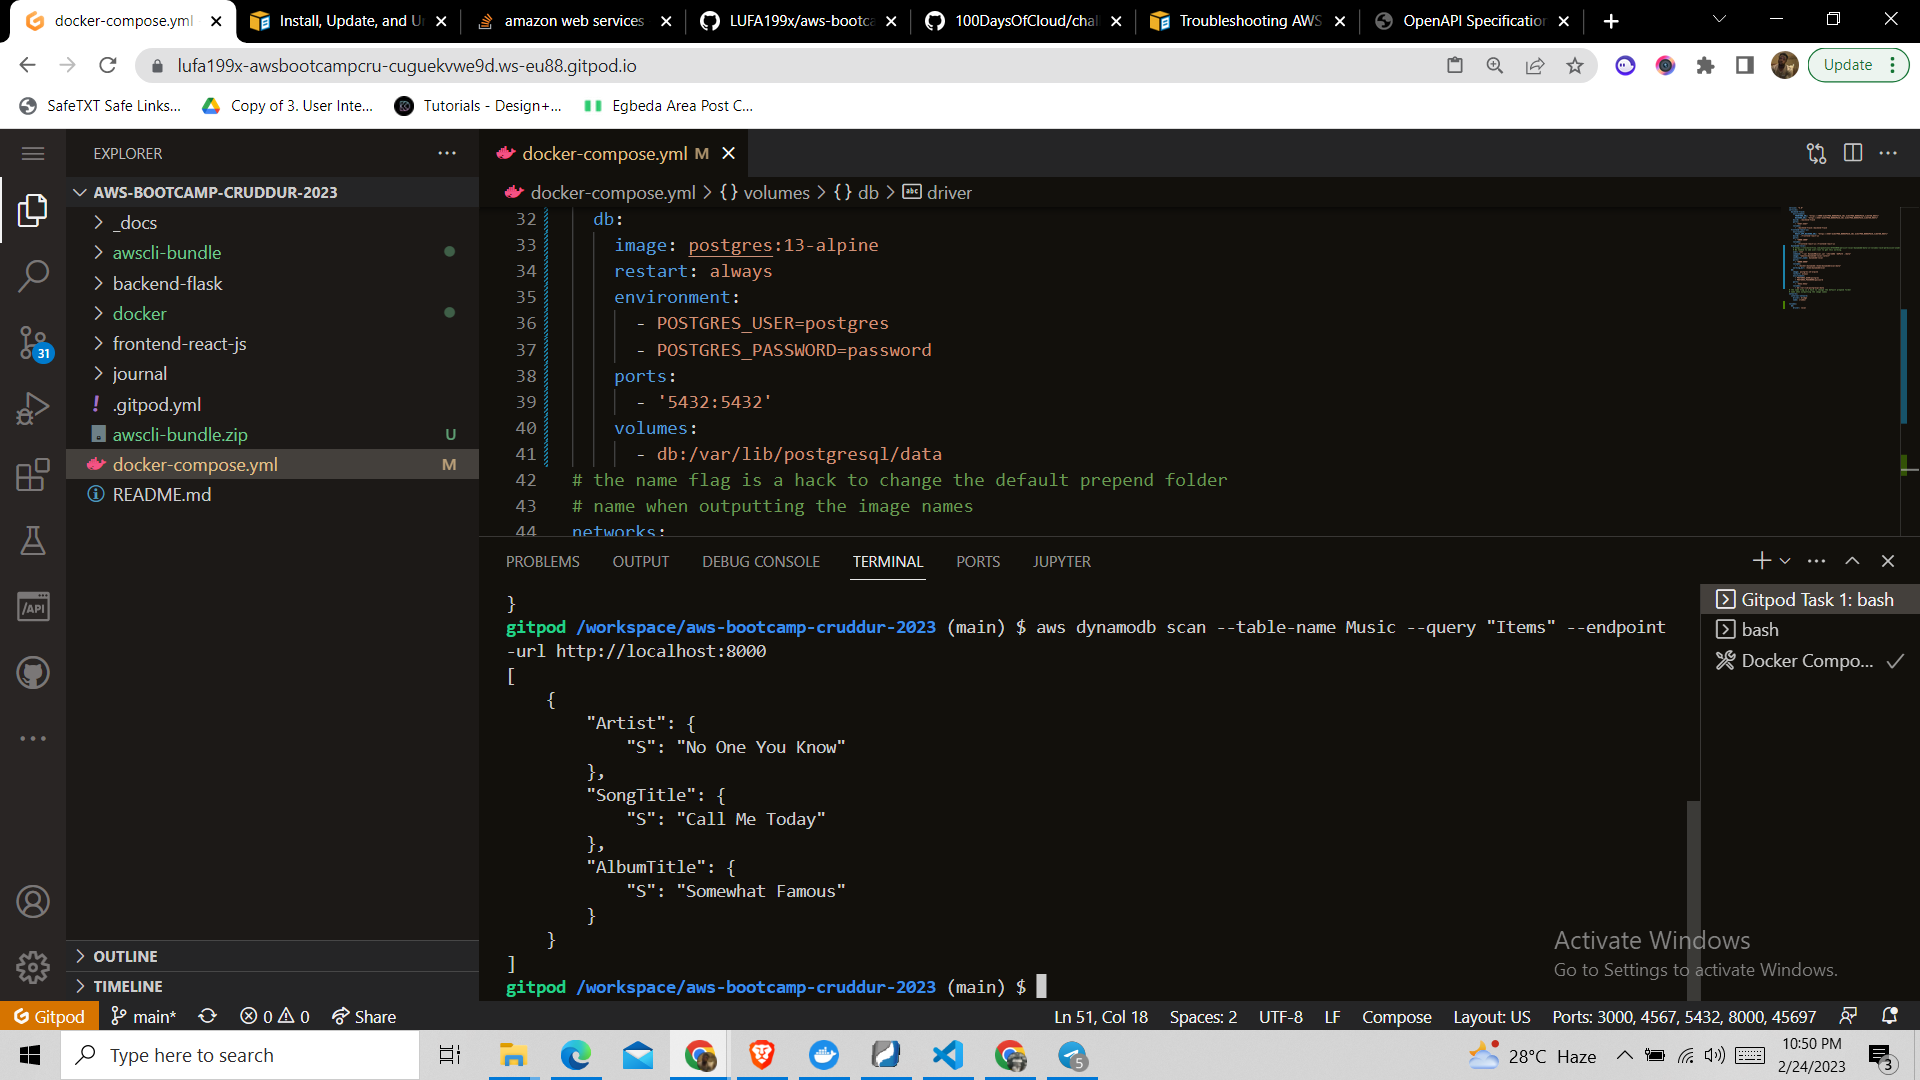 docker-compose.yml
Install, Update, and Un
amazon web services
LUFA199x/aws-bootca
100DaysOfCloud/chal
Troubleshooting AWS
OpenAPI Specification
lufa199x-awsbootcampcru-cuguekvwe9d.ws-eu88.gitpod.io
Update
SafeTXT Safe Links...
Copy of 3. User Inte...
Tutorials - Design+...
Egbeda Area Post C...
EXPLORER
AWS-BOOTCAMP-CRUDDUR-2023
_docs
awscli-bundle
backend-flask
docker
frontend-react-js
journal
.gitpod.yml
awscli-bundle.zip U
docker-compose.yml M
README.md
OUTLINE
TIMELINE
31
docker-compose.yml M
docker-compose.yml > {} volumes > {} db > abc driver
32 db:
33 image: postgres:13-alpine
34 restart: always
35 environment:
36 - POSTGRES_USER=postgres
37 - POSTGRES_PASSWORD=password
38 ports:
39 - '5432:5432'
40 volumes:
41 - db:/var/lib/postgresql/data
42 # the name flag is a hack to change the default prepend folder
43 # name when outputting the image names
44 networks:
PROBLEMS OUTPUT DEBUG CONSOLE TERMINAL PORTS JUPYTER
}
gitpod /workspace/aws-bootcamp-cruddur-2023 (main) $ aws dynamodb scan --table-name Music --query "Items" --endpoint
-url http://localhost:8000
[
{
"Artist": {
"S": "No One You Know"
},
"SongTitle": {
"S": "Call Me Today"
},
"AlbumTitle": {
"S": "Somewhat Famous"
}
}
]
gitpod /workspace/aws-bootcamp-cruddur-2023 (main) $
Gitpod Task 1: bash
bash
Docker Compo...
Activate Windows
Go to Settings to activate Windows.
Gitpod main* 0 0 Share
Ln 51, Col 18 Spaces: 2 UTF-8 LF Compose Layout: US Ports: 3000, 4567, 5432, 8000, 45697
Type here to search
5
28°C Haze
10:50 PM
2/24/2023
3